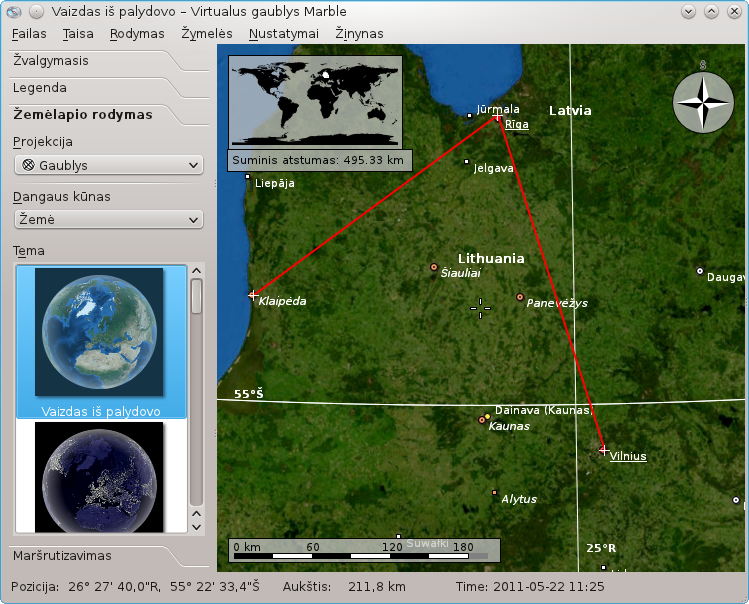 Vaizdas iš palydovo – Virtualus gaublys Marble
Failas Taisa Rodymas Žymelės Nustatymai Žinynas
Žvalgymasis
Legenda
Žemėlapio rodymas
Projekcija
Gaublys
Dangaus kūnas
Žemė
Tema
Vaizdas iš palydovo
Maršrutizavimas
Suminis atstumas: 495.33 km
S
Jūrmala
Latvia
Rīga
Jelgava
Liepāja
Lithuania
Šiauliai
Daugav
Klaipėda
Panevėžys
55°Š
Dainava (Kaunas)
Kaunas
Vilnius
Alytus
Suwałki
0 km 60 120 180
25°R
Pozicija: 26° 27' 40,0"R, 55° 22' 33,4"Š Aukštis: 211,8 km Time: 2011-05-22 11:25